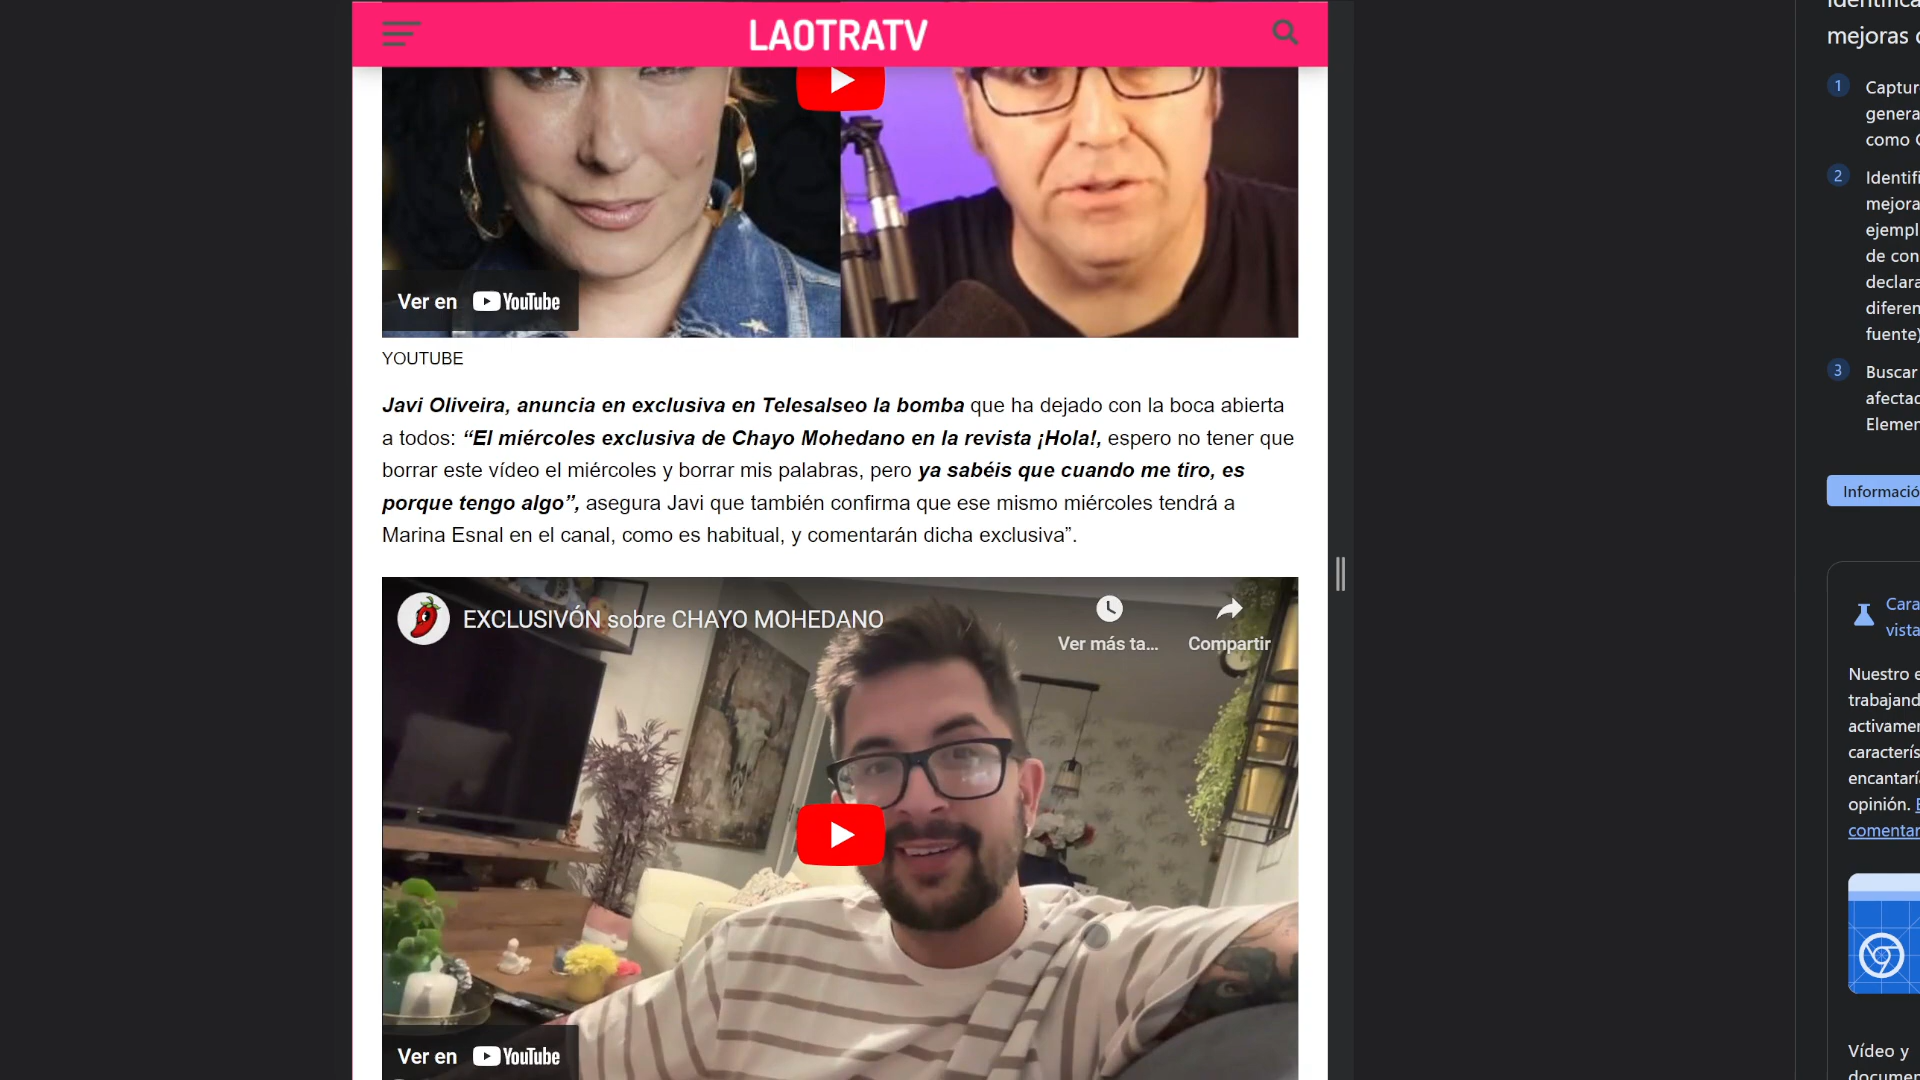 LAOTRATV
Ver en YouTube
YOUTUBE
Javi Oliveira, anuncia en exclusiva en Telesalseo la bomba que ha dejado con la boca abierta
a todos: “El miércoles exclusiva de Chayo Mohedano en la revista ¡Hola!, espero no tener que
borrar este vídeo el miércoles y borrar mis palabras, pero ya sabéis que cuando me tiro, es
porque tengo algo”, asegura Javi que también confirma que ese mismo miércoles tendrá a
Marina Esnal en el canal, como es habitual, y comentarán dicha exclusiva”.
EXCLUSIVÓN sobre CHAYO MOHEDANO
Ver más ta... Compartir
Ver en YouTube
mejoras
1 Captur
genera
como
2 Identifi
mejora
ejempl
de con
declara
diferen
fuente)
3 Buscar
afectad
Elemen
Informació
Cara
vista
Nuestro e
trabajand
activamen
caracterís
encantaría
opinión.
comentar
Vídeo y
documen